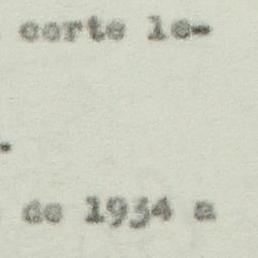 corte le-
.
de 1934 a